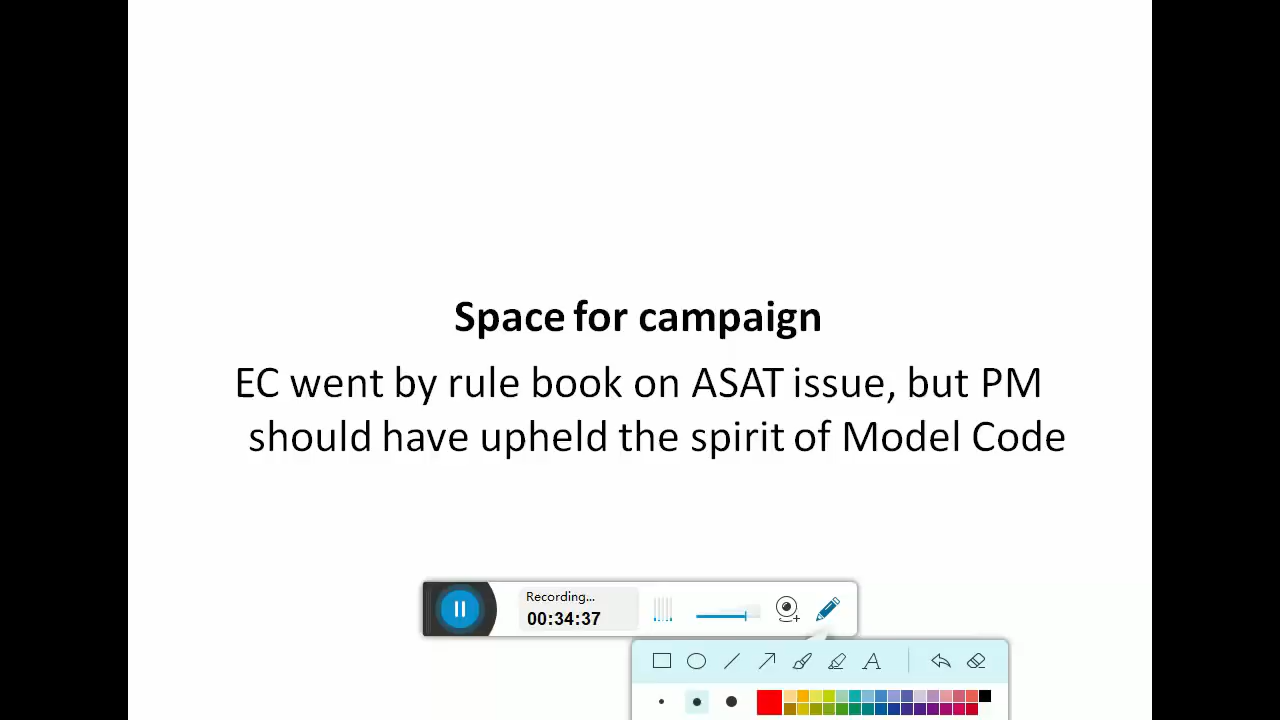 Space for campaign
EC went by rule book on ASAT issue, but PM
should have upheld the spirit of Model Code
Recording...
00:34:37
A